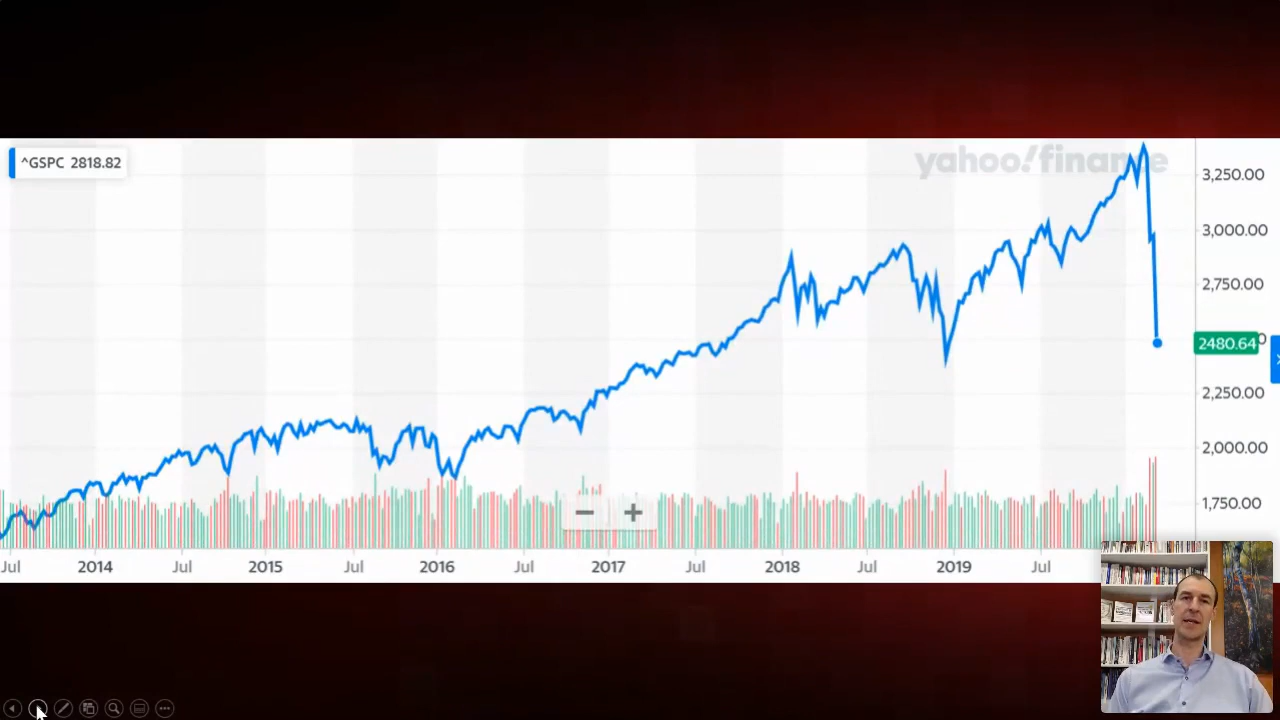 ^GSPC 2818.82
yahoo!finance
3,250.00
3,000.00
2,750.00
2480.64
2,250.00
2,000.00
1,750.00
Jul 2014 Jul 2015 Jul 2016 Jul 2017 Jul 2018 Jul 2019 Jul